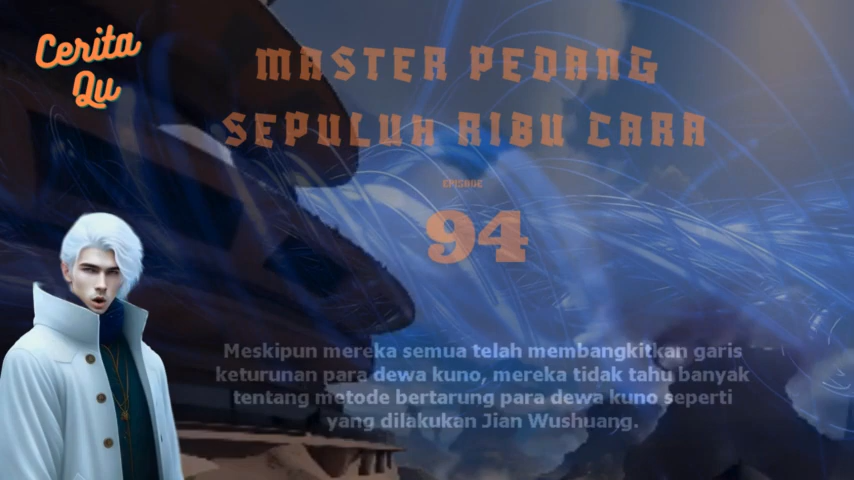 Cerita
Qu
MASTER PEDANG
SEPULUH RIBU CARA
EPISODE
94
Meskipun mereka semua telah membangkitkan garis
keturunan para dewa kuno, mereka tidak tahu banyak
tentang metode bertarung para dewa kuno seperti
yang dilakukan Jian Wushuang.